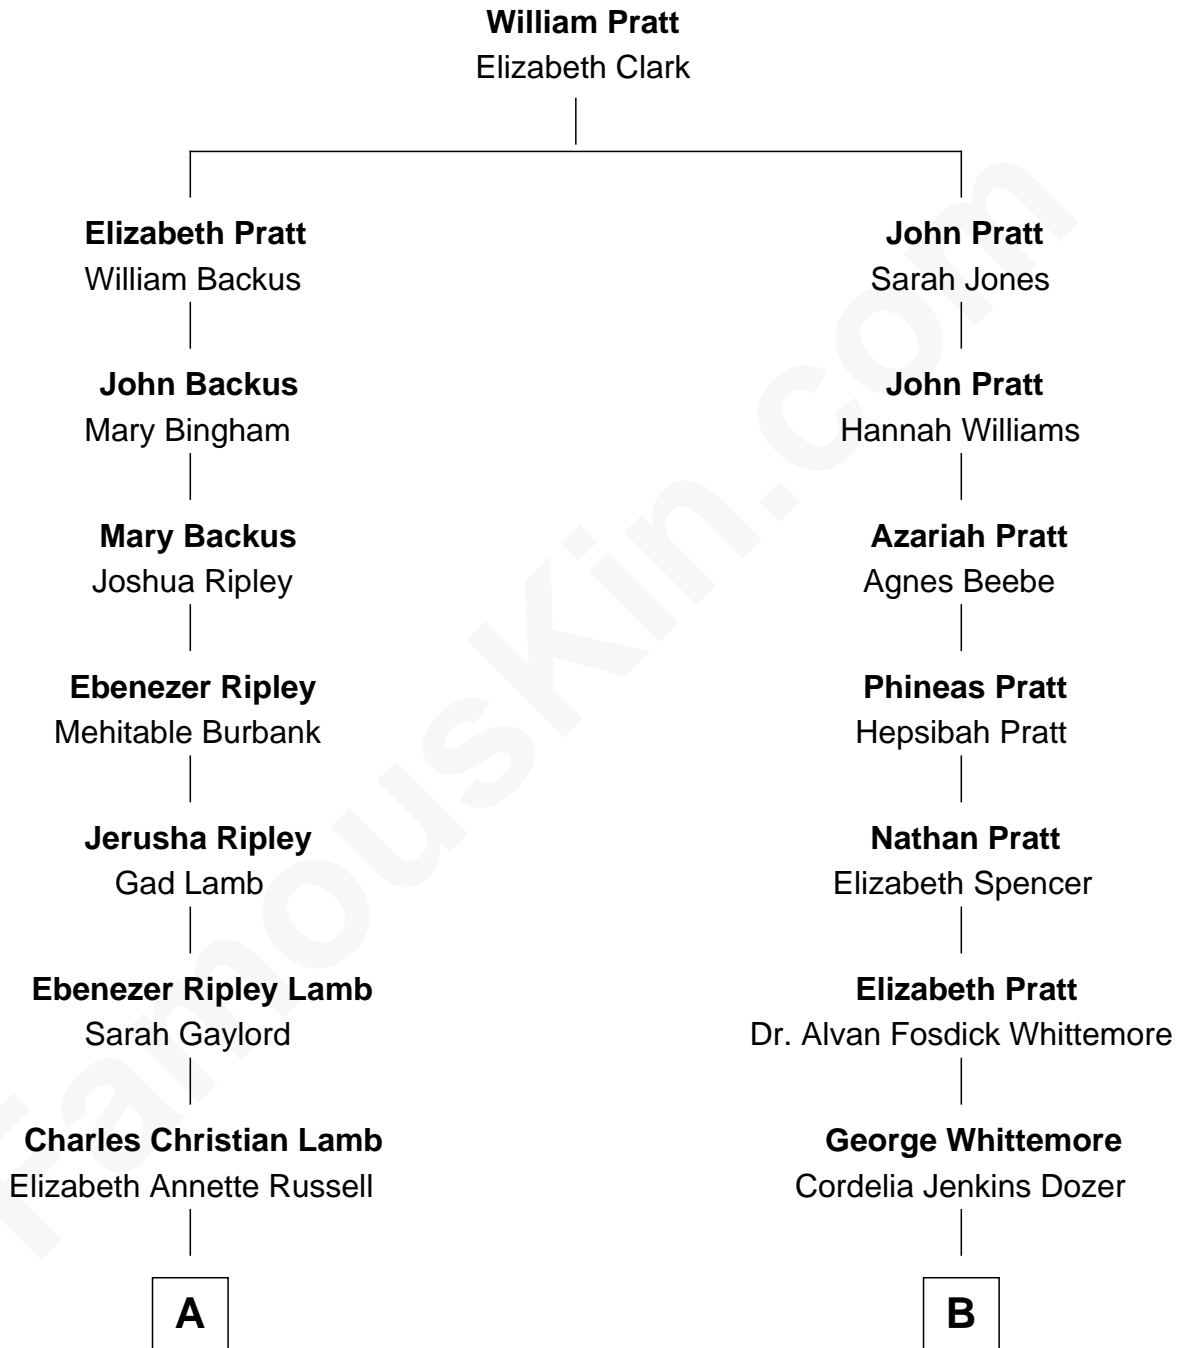 William Pratt
Elizabeth Clark
Elizabeth Pratt
William Backus
John Backus
Mary Bingham
Mary Backus
Joshua Ripley
Ebenezer Ripley
Mehitable Burbank
Jerusha Ripley
Gad Lamb
Ebenezer Ripley Lamb
Sarah Gaylord
Charles Christian Lamb
Elizabeth Annette Russell
A
John Pratt
Sarah Jones
John Pratt
Hannah Williams
Azariah Pratt
Agnes Beebe
Phineas Pratt
Hepsibah Pratt
Nathan Pratt
Elizabeth Spencer
Elizabeth Pratt
Dr. Alvan Fosdick Whittemore
George Whittemore
Cordelia Jenkins Dozer
B
FamousKin.com